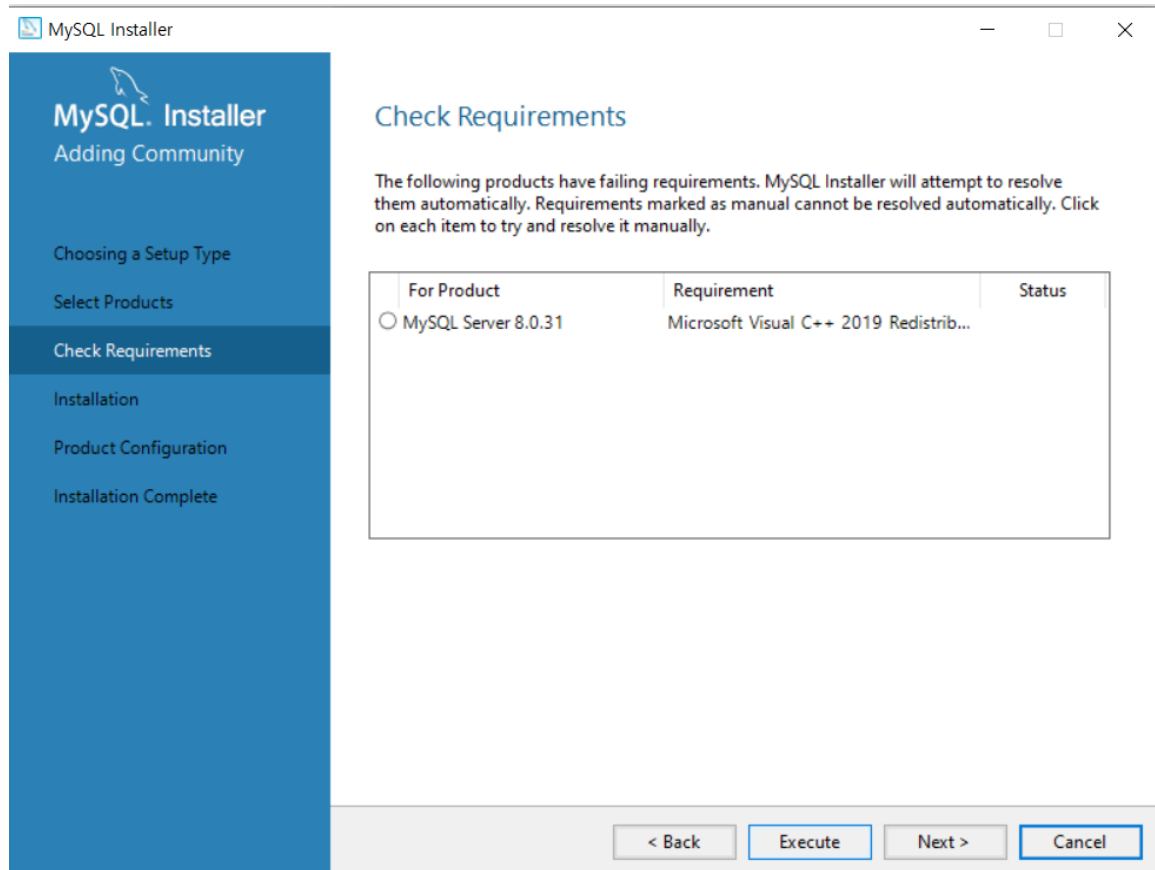 MySQL Installer
MySQL. Installer
Adding Community
Choosing a Setup Type
Select Products
Check Requirements
Installation
Product Configuration
Installation Complete
Check Requirements
The following products have failing requirements. MySQL Installer will attempt to resolve
them automatically. Requirements marked as manual cannot be resolved automatically. Click
on each item to try and resolve it manually.
For Product Requirement Status
MySQL Server 8.0.31 Microsoft Visual C++ 2019 Redistrib...
< Back Execute Next > Cancel